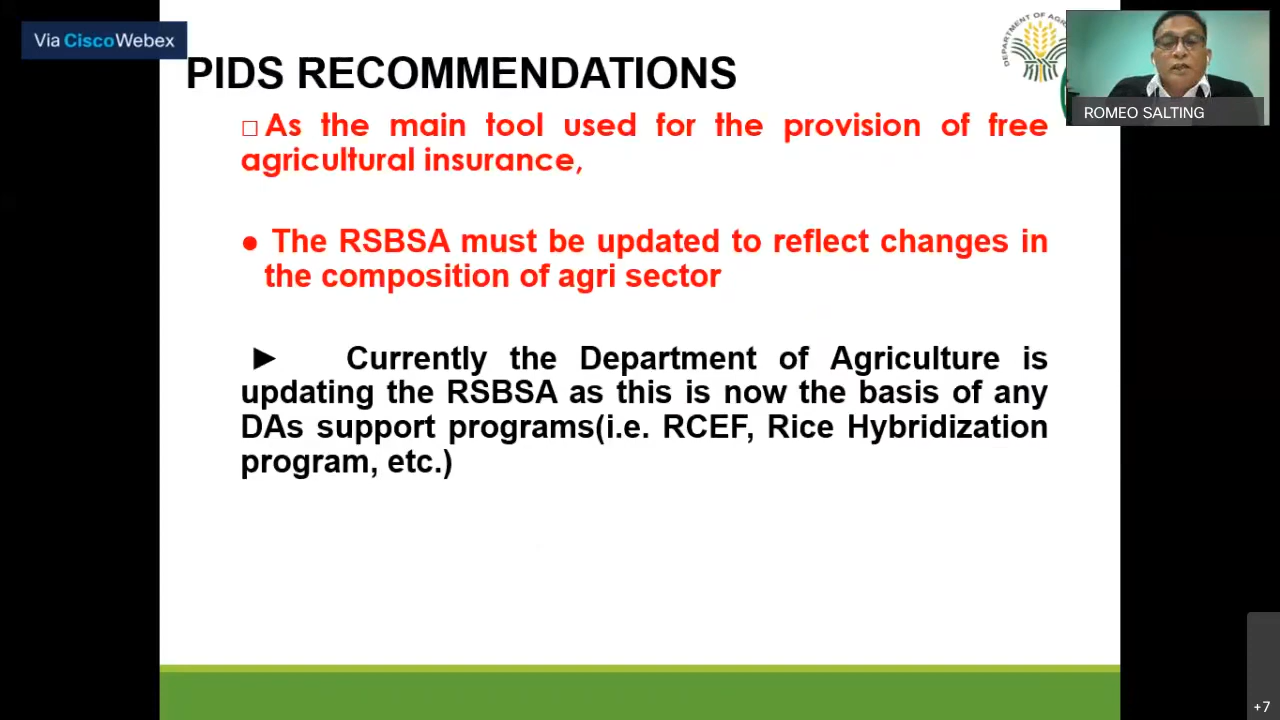 Via CiscoWebex
PIDS RECOMMENDATIONS
DEPARTMENT OF AGR
ROMEO SALTING
□ As the main tool used for the provision of free
agricultural insurance,
● The RSBSA must be updated to reflect changes in
the composition of agri sector
► Currently the Department of Agriculture is
updating the RSBSA as this is now the basis of any
DAs support programs(i.e. RCEF, Rice Hybridization
program, etc.)
+7